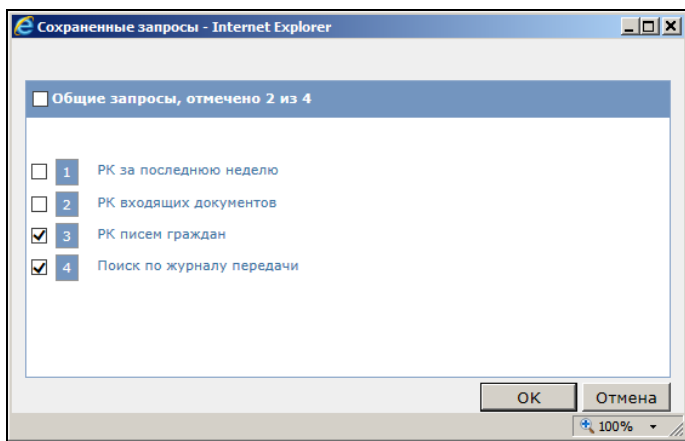 Сохраненные запросы - Internet Explorer
Общие запросы, отмечено 2 из 4
1 РК за последнюю неделю
2 РК входящих документов
3 РК писем граждан
4 Поиск по журналу передачи
OK Отмена
100%